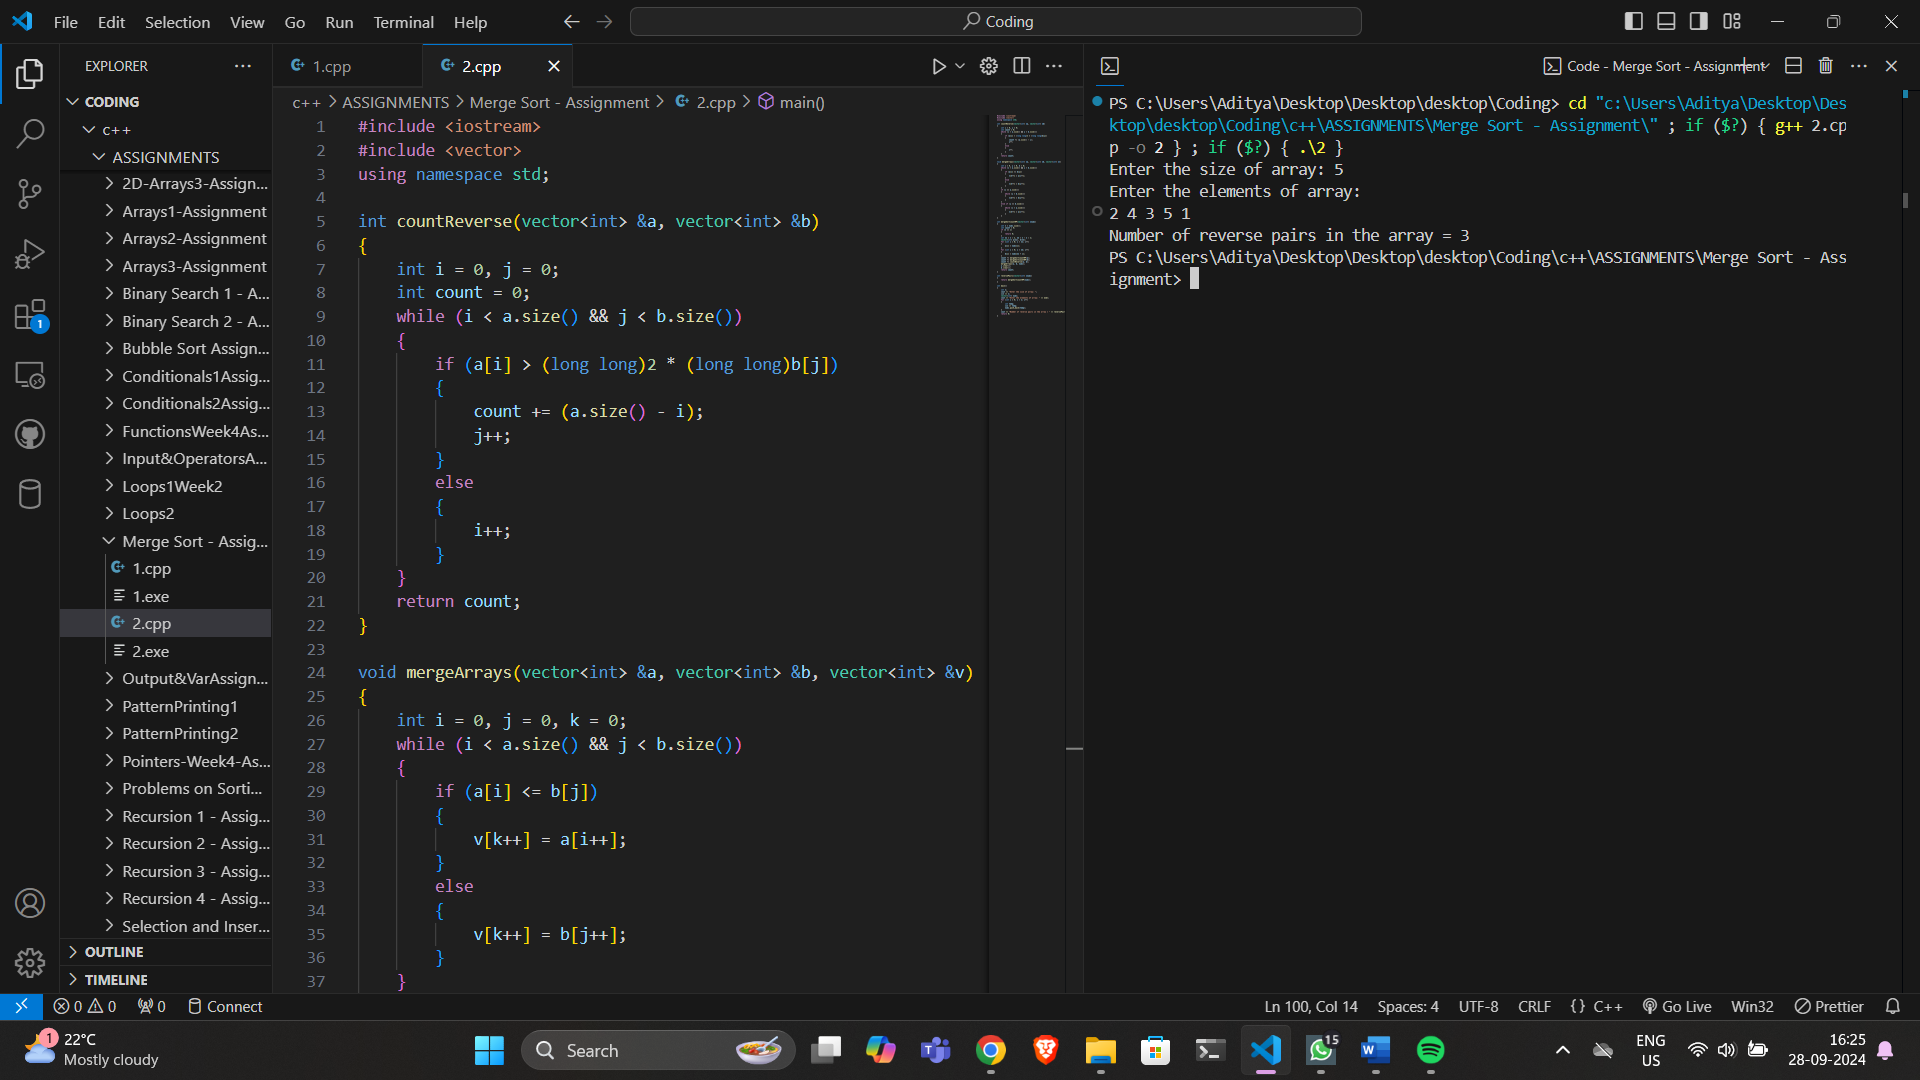 File Edit Selection View Go Run Terminal Help
Coding
EXPLORER
CODING
c++
ASSIGNMENTS
2D-Arrays3-Assign...
Arrays1-Assignment
Arrays2-Assignment
Arrays3-Assignment
Binary Search 1 - A...
Binary Search 2 - A...
Bubble Sort Assign...
Conditionals1Assig...
Conditionals2Assig...
FunctionsWeek4As...
Input&OperatorsA...
Loops1Week2
Loops2
Merge Sort - Assig...
1.cpp
1.exe
2.cpp
2.exe
Output&VarAssign...
PatternPrinting1
PatternPrinting2
Pointers-Week4-As...
Problems on Sorti...
Recursion 1 - Assig...
Recursion 2 - Assig...
Recursion 3 - Assig...
Recursion 4 - Assig...
Selection and Inser...
OUTLINE
TIMELINE
1
1.cpp 2.cpp
c++ > ASSIGNMENTS > Merge Sort - Assignment > 2.cpp > main()
1 #include <iostream>
2 #include <vector>
3 using namespace std;
4
5 int countReverse(vector<int> &a, vector<int> &b)
6 {
7 int i = 0, j = 0;
8 int count = 0;
9 while (i < a.size() && j < b.size())
10 {
11 if (a[i] > (long long)2 * (long long)b[j])
12 {
13 count += (a.size() - i);
14 j++;
15 }
16 else
17 {
18 i++;
19 }
20 }
21 return count;
22 }
23
24 void mergeArrays(vector<int> &a, vector<int> &b, vector<int> &v)
25 {
26 int i = 0, j = 0, k = 0;
27 while (i < a.size() && j < b.size())
28 {
29 if (a[i] <= b[j])
30 {
31 v[k++] = a[i++];
32 }
33 else
34 {
35 v[k++] = b[j++];
36 }
37 }
Code - Merge Sort - Assignment
PS C:\Users\Aditya\Desktop\Desktop\desktop\Coding> cd "c:\Users\Aditya\Desktop\Des
ktop\desktop\Coding\c++\ASSIGNMENTS\Merge Sort - Assignment\" ; if ($?) { g++ 2.cp
p -o 2 } ; if ($?) { .\2 }
Enter the size of array: 5
Enter the elements of array:
2 4 3 5 1
Number of reverse pairs in the array = 3
PS C:\Users\Aditya\Desktop\Desktop\desktop\Coding\c++\ASSIGNMENTS\Merge Sort - Ass
ignment>
0 0 0 Connect
Ln 100, Col 14 Spaces: 4 UTF-8 CRLF {} C++ Go Live Win32 Prettier
1
22°C
Mostly cloudy
Search
15
ENG
US
16:25
28-09-2024